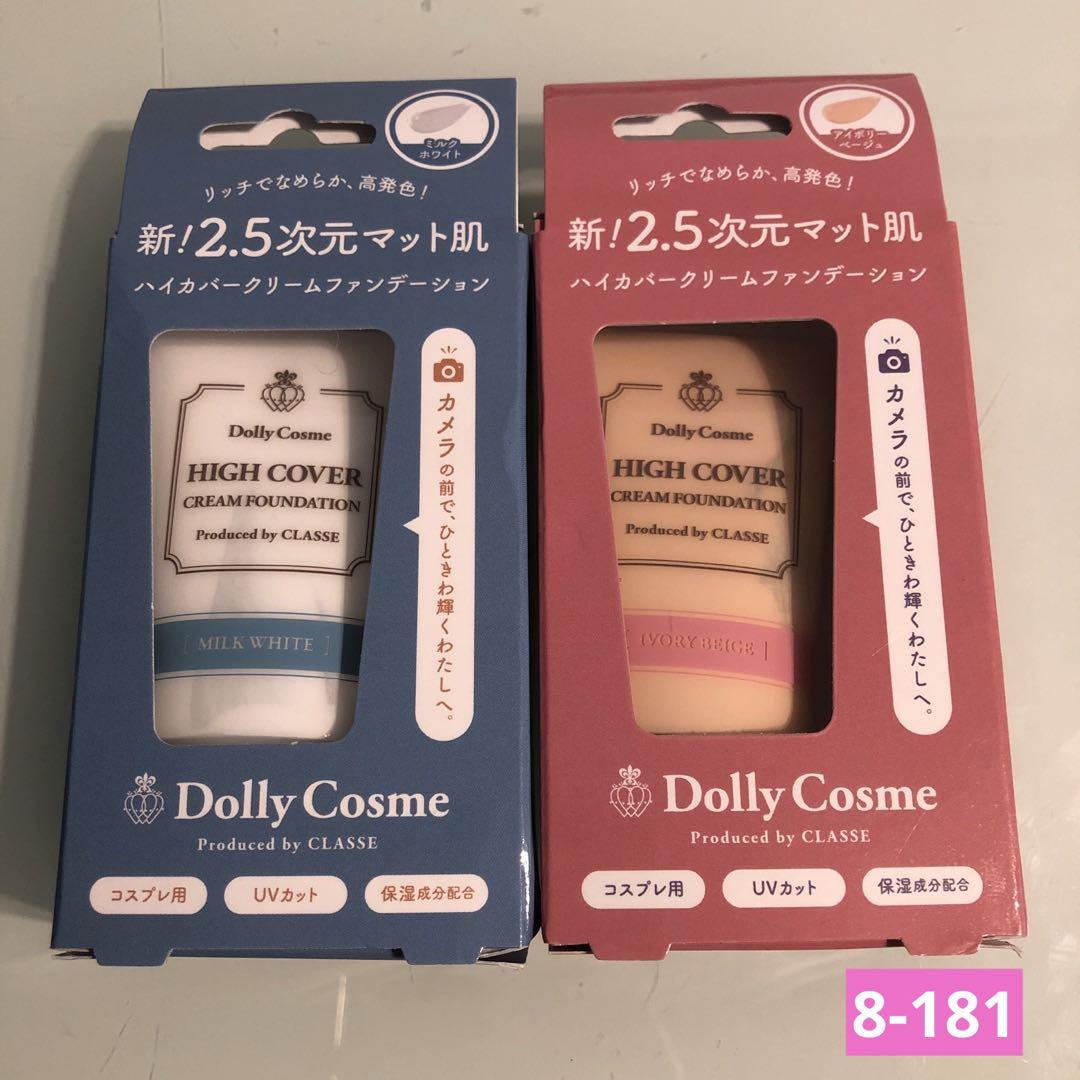 ミルク
ホワイト
リッチでなめらか、高発色!
新!2.5次元マット肌
ハイカバークリームファンデーション
Dolly Cosme
HIGH COVER
CREAM FOUNDATION
Produced by CLASSE
[ MILK WHITE ]
カメラの前で、ひときわ輝くわたしへ。
Dolly Cosme
Produced by CLASSE
コスプレ用
UVカット
保湿成分配合
アイボリー
ベージュ
リッチでなめらか、高発色!
新!2.5次元マット肌
ハイカバークリームファンデーション
Dolly Cosme
HIGH COVER
CREAM FOUNDATION
Produced by CLASSE
[ IVORY BEIGE ]
カメラの前で、ひときわ輝くわたしへ。
Dolly Cosme
Produced by CLASSE
コスプレ用
UVカット
保湿成分配合
8-181